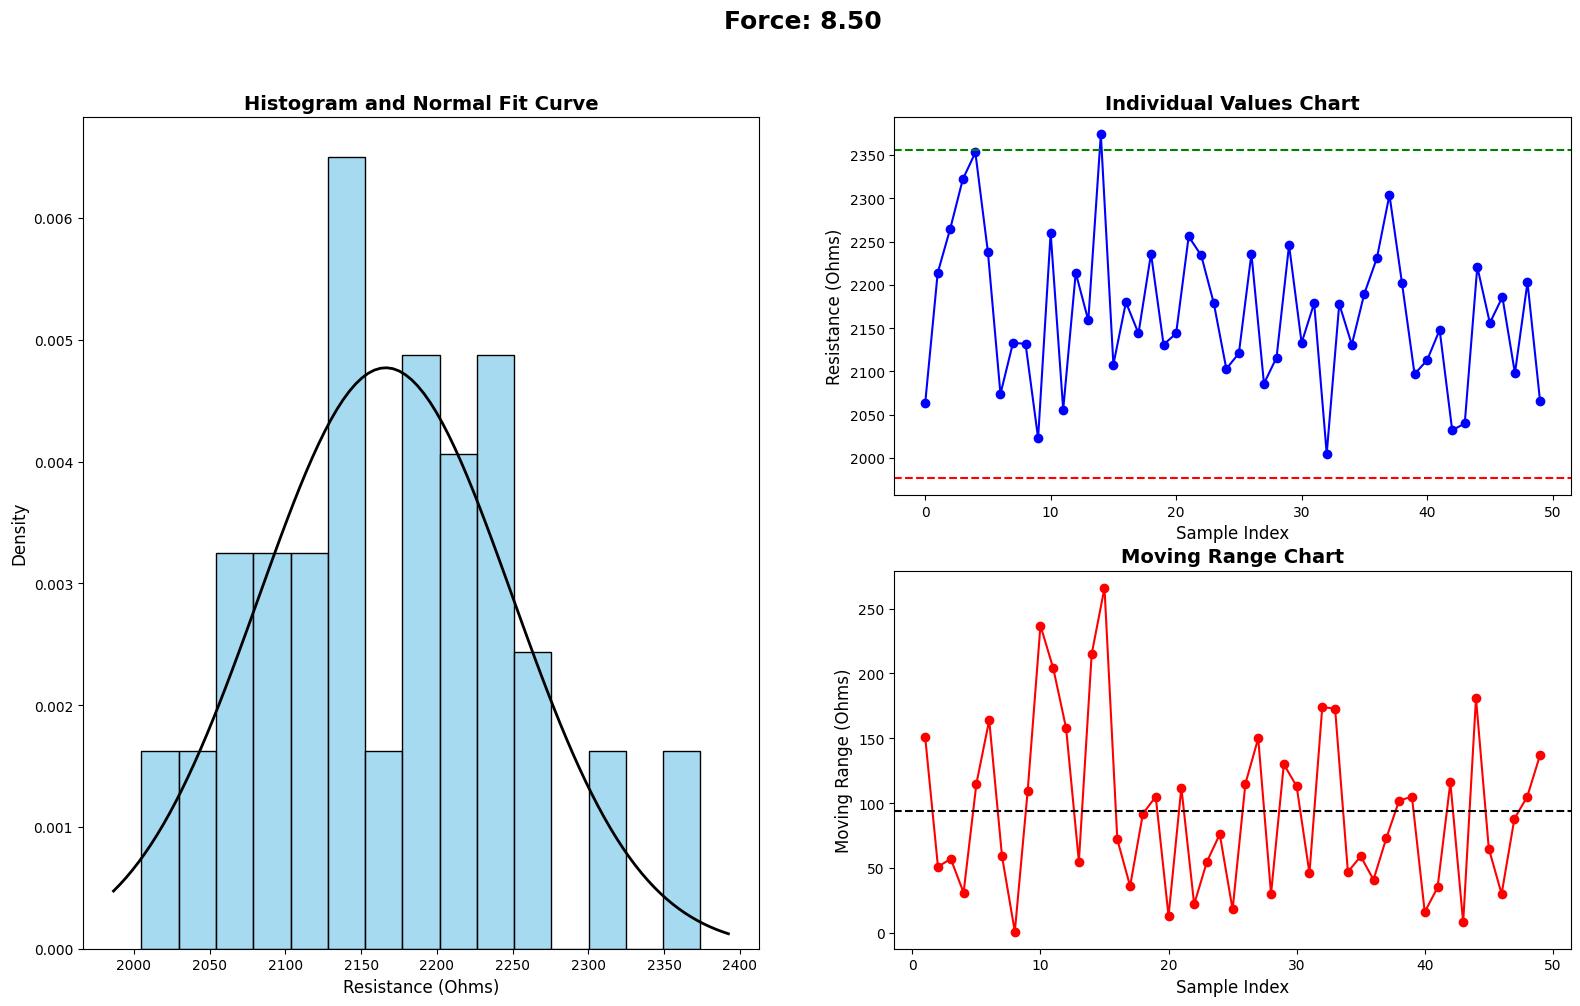 Force: 8.50
Histogram and Normal Fit Curve
Density
0.006
0.005
0.004
0.003
0.002
0.001
0.000
2000 2050 2100 2150 2200 2250 2300 2350 2400
Resistance (Ohms)
Individual Values Chart
Resistance (Ohms)
2350
2300
2250
2200
2150
2100
2050
2000
0 10 20 30 40 50
Sample Index
Moving Range Chart
Moving Range (Ohms)
250
200
150
100
50
0
0 10 20 30 40 50
Sample Index